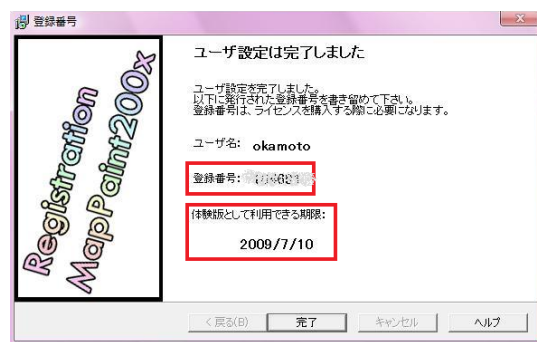 登録番号
Registration
MapPaint200x
ユーザ設定は完了しました
ユーザ設定を完了しました。
以下に発行された登録番号を書き留めて下さい。
登録番号は、ライセンスを購入する際に必要になります。
ユーザ名: okamoto
登録番号:
体験版として利用できる期限:
2009/7/10
< 戻る(B) 完了 キャンセル ヘルプ